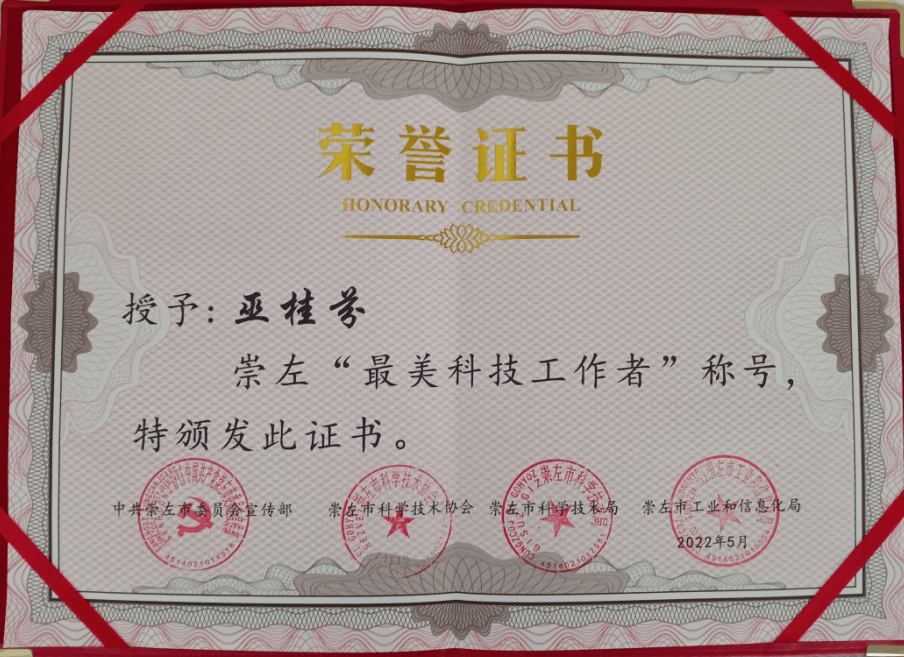 荣誉证书
HONORARY CREDENTIAL
授予:巫桂芬
崇左“最美科技工作者”称号，
特颁发此证书。
中共崇左市委员会宣传部 崇左市科学技术协会 崇左市科学技术局 崇左市工业和信息化局
2022年5月